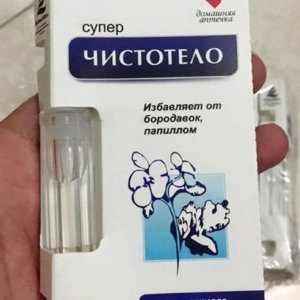 домашняя
аптечка
супер
ЧИСТОТЕЛО
Избавляет от
бородавок,
папиллом